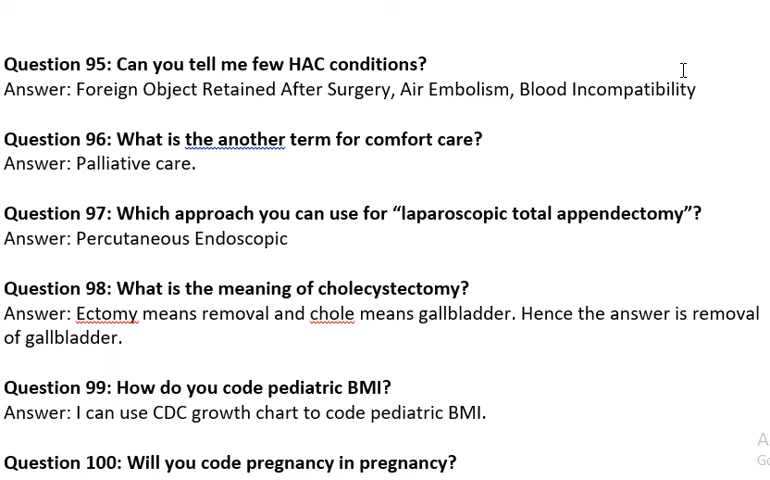 Question 95: Can you tell me few HAC conditions?
Answer: Foreign Object Retained After Surgery, Air Embolism, Blood Incompatibility
Question 96: What is the another term for comfort care?
Answer: Palliative care.
Question 97: Which approach you can use for “laparoscopic total appendectomy”?
Answer: Percutaneous Endoscopic
Question 98: What is the meaning of cholecystectomy?
Answer: Ectomy means removal and chole means gallbladder. Hence the answer is removal
of gallbladder.
Question 99: How do you code pediatric BMI?
Answer: I can use CDC growth chart to code pediatric BMI.
Question 100: Will you code pregnancy in pregnancy?